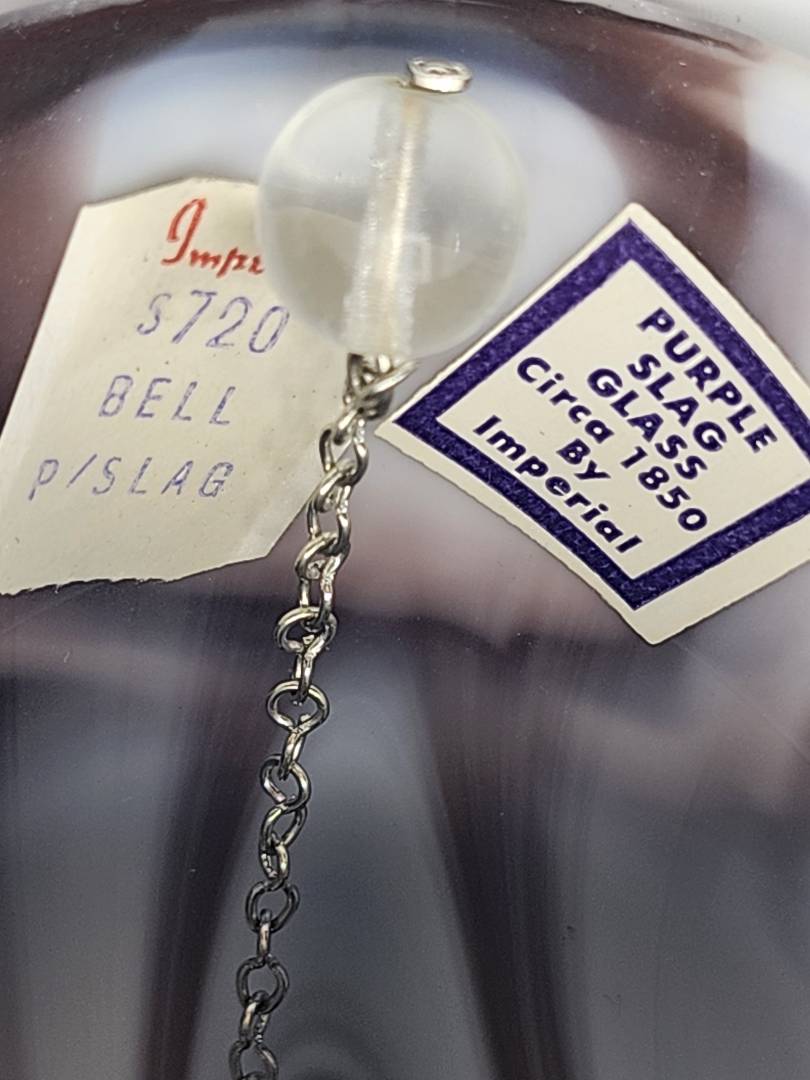 S720
BELL
P/SLAG
PURPLE
SLAG
GLASS
Circa 1850
By
Imperial